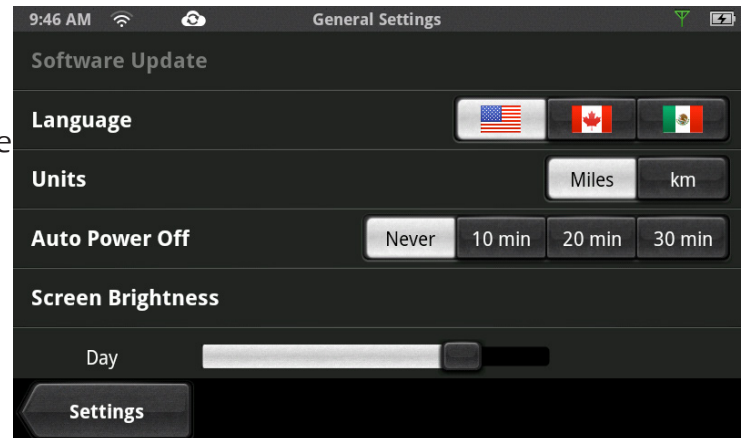 9:46 AM General Settings
Software Update
Language
e
Units Miles km
Auto Power Off Never 10 min 20 min 30 min
Screen Brightness
Day
Settings